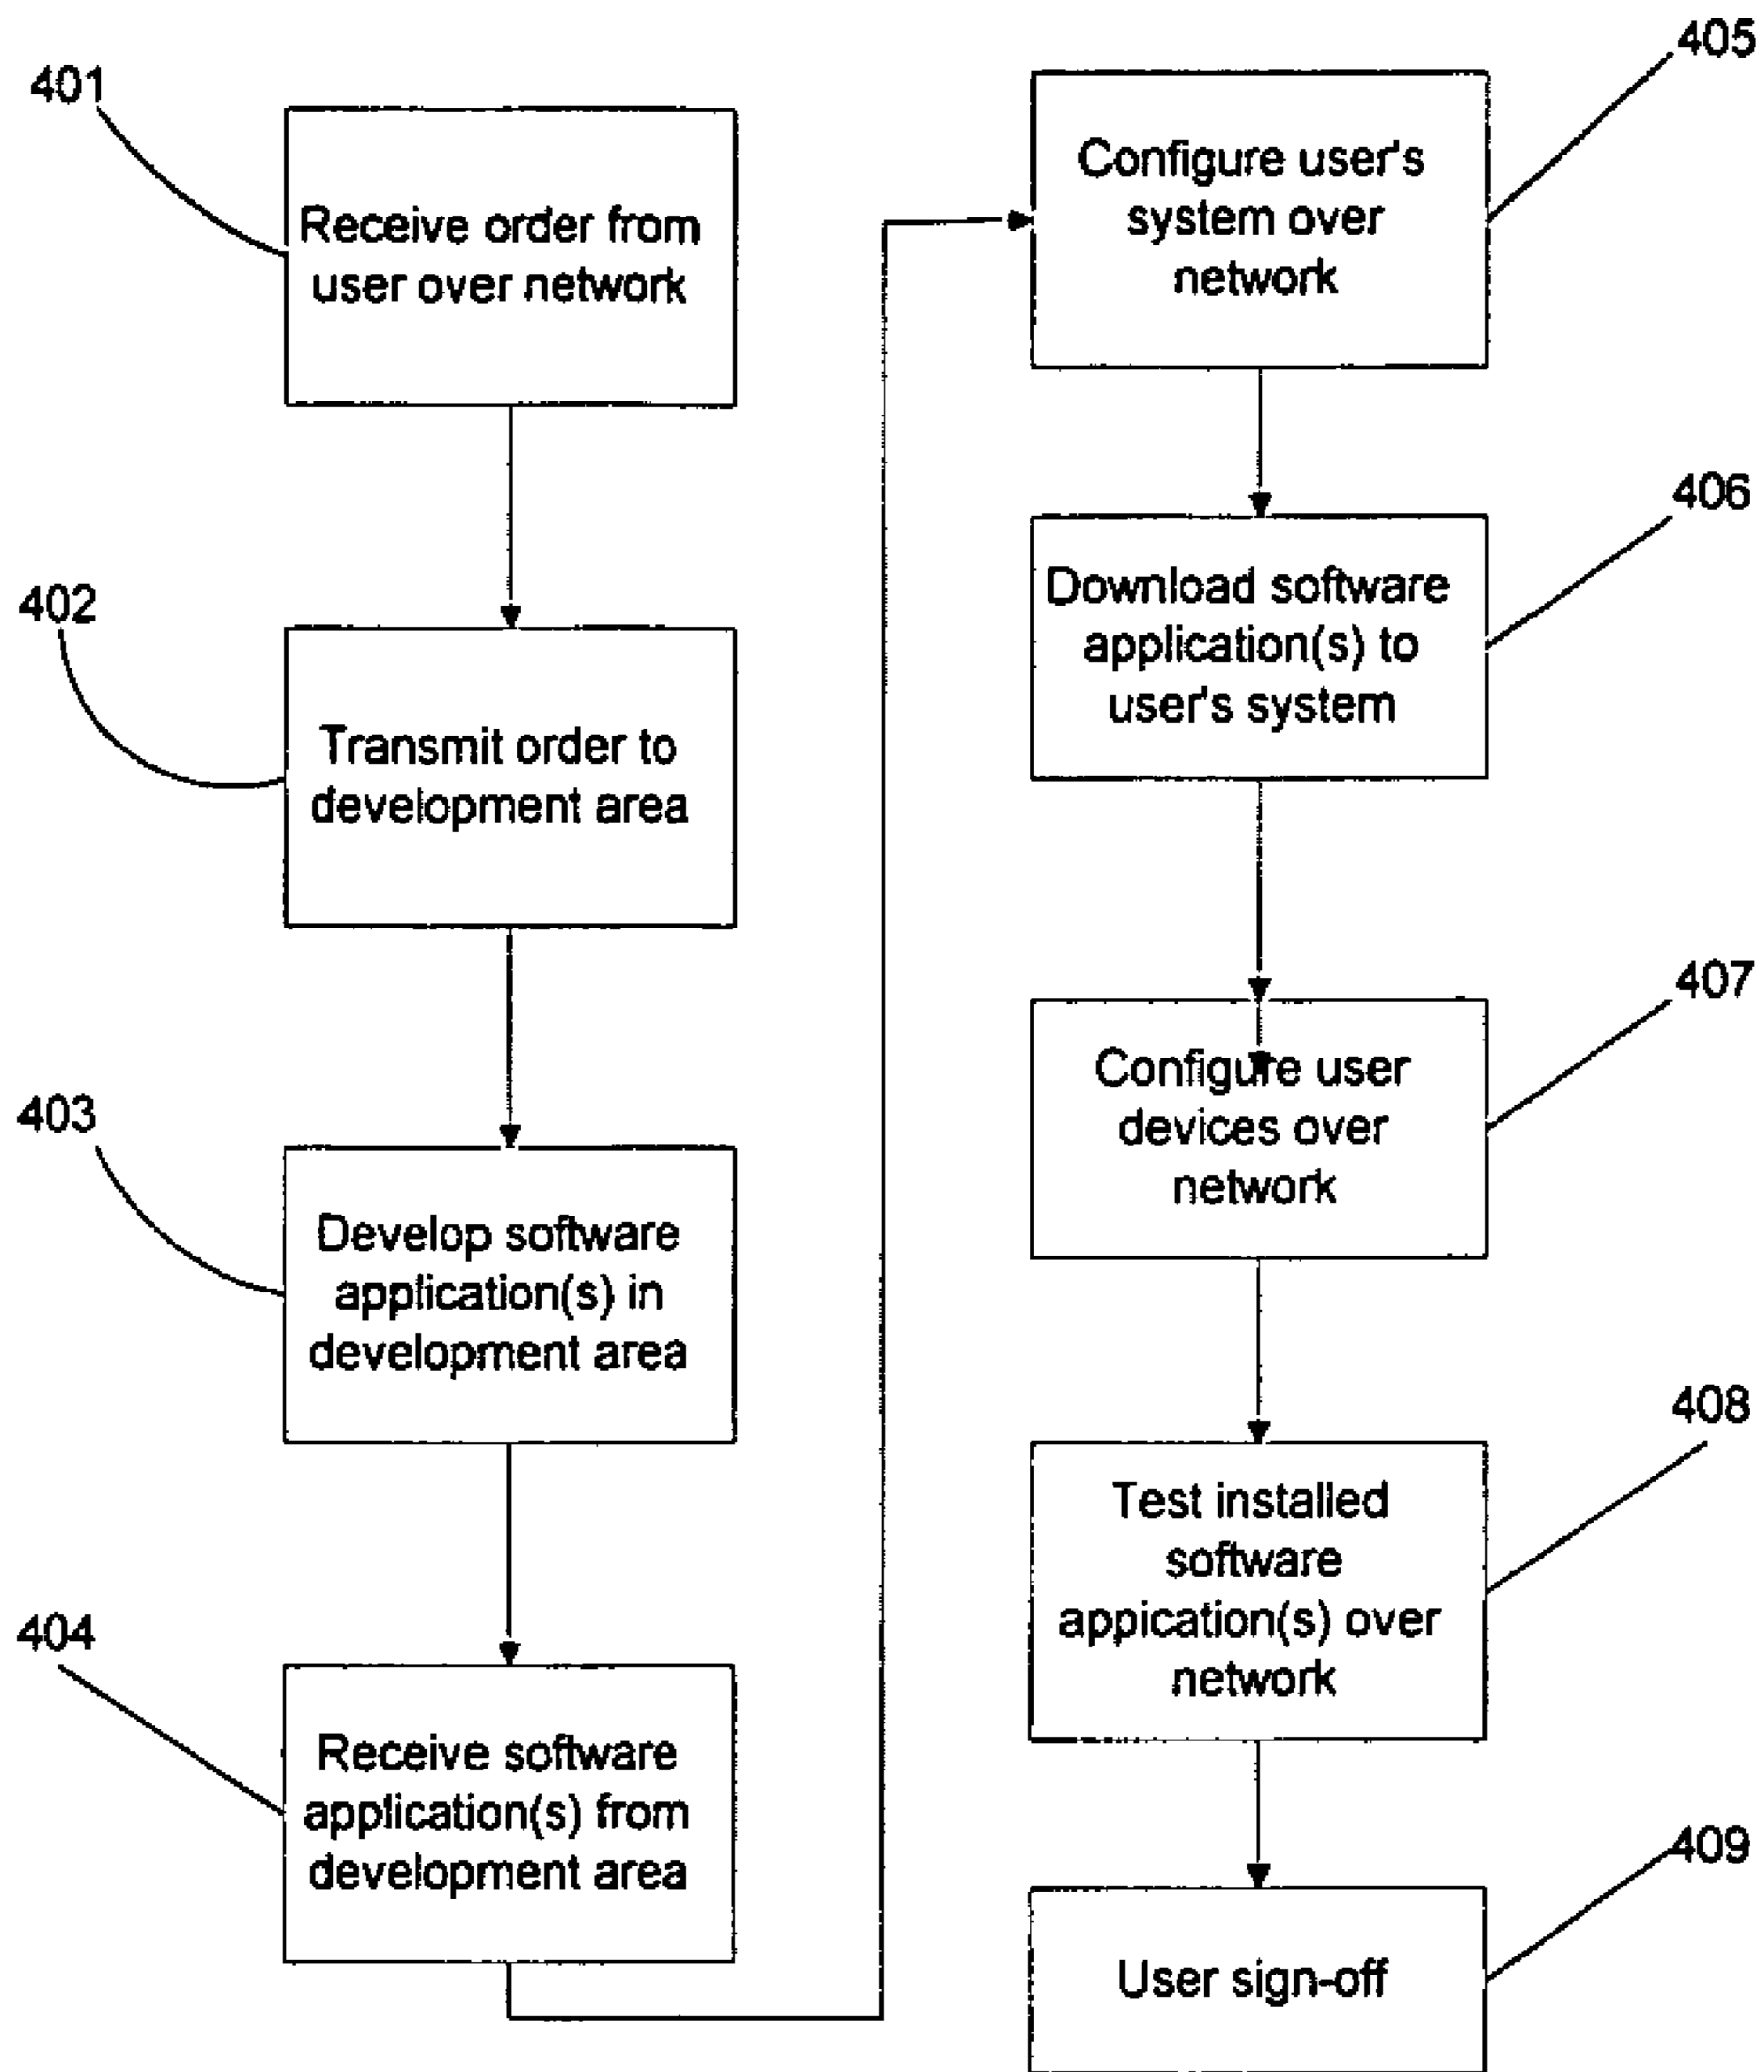 401
Receive order from
user over network
402
Transmit order to
development area
403
Develop software
application(s) in
development area
404
Receive software
application(s) from
development area
405
Configure user's
system over
network
406
Download software
application(s) to
user's system
407
Configure user
devices over
network
408
Test installed
software
appication(s) over
network
409
User sign-off